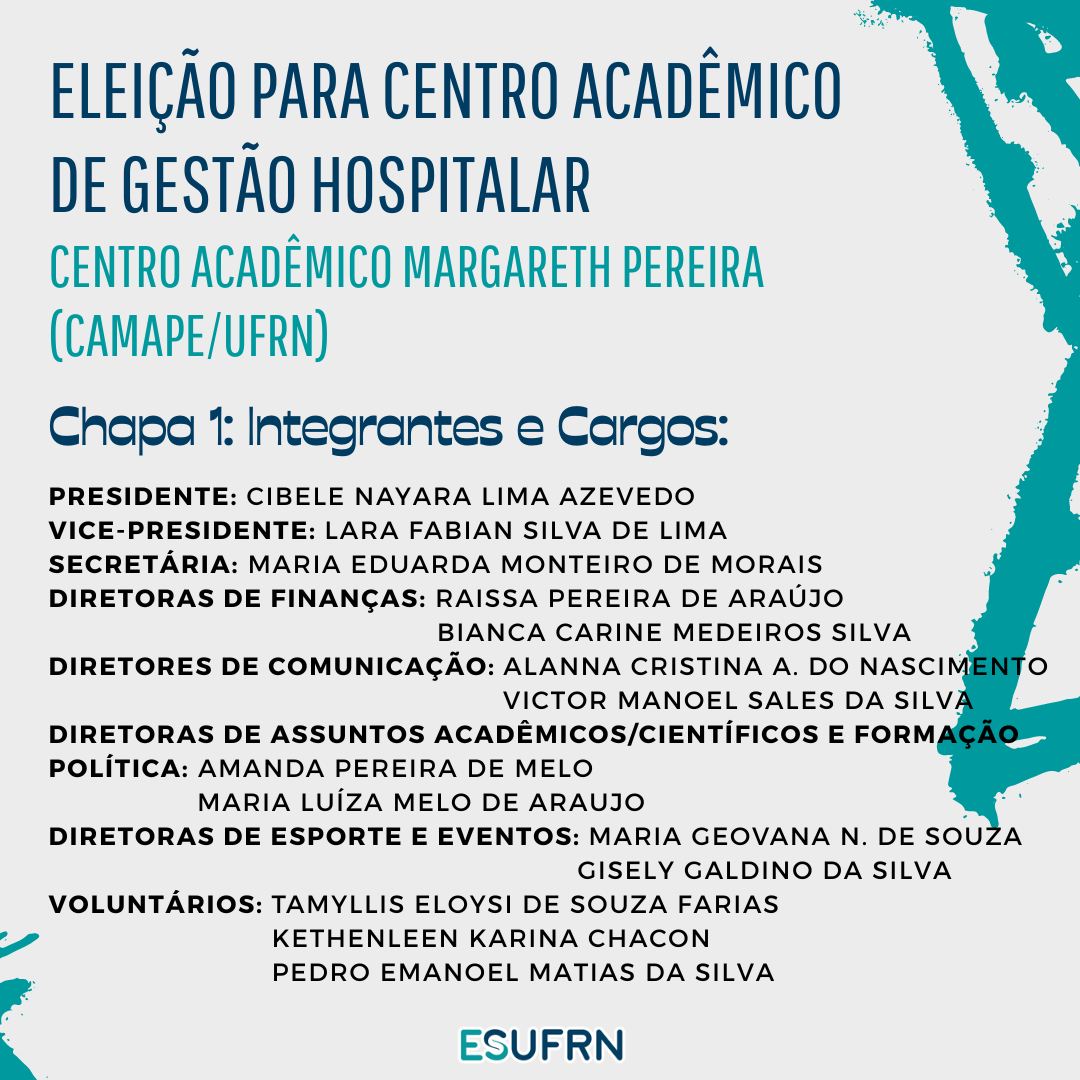 ELEIÇÃO PARA CENTRO ACADÊMICO
DE GESTÃO HOSPITALAR
CENTRO ACADÊMICO MARGARETH PEREIRA
(CAMAPE/UFRN)
Chapa 1: Integrantes e Cargos:
PRESIDENTE: CIBELE NAYARA LIMA AZEVEDO
VICE-PRESIDENTE: LARA FABIAN SILVA DE LIMA
SECRETÁRIA: MARIA EDUARDA MONTEIRO DE MORAIS
DIRETORAS DE FINANÇAS: RAISSA PEREIRA DE ARAÚJO
BIANCA CARINE MEDEIROS SILVA
DIRETORES DE COMUNICAÇÃO: ALANNA CRISTINA A. DO NASCIMENTO
VICTOR MANOEL SALES DA SILVA
DIRETORAS DE ASSUNTOS ACADÊMICOS/CIENTÍFICOS E FORMAÇÃO
POLÍTICA: AMANDA PEREIRA DE MELO
MARIA LUÍZA MELO DE ARAUJO
DIRETORAS DE ESPORTE E EVENTOS: MARIA GEOVANA N. DE SOUZA
GISELY GALDINO DA SILVA
VOLUNTÁRIOS: TAMYLLIS ELOYSI DE SOUZA FARIAS
KETHENLEEN KARINA CHACON
PEDRO EMANOEL MATIAS DA SILVA
ESUFRN